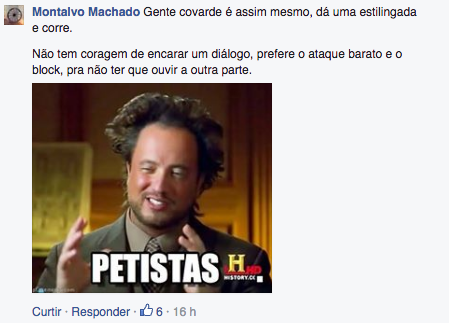 Montalvo Machado Gente covarde é assim mesmo, dá uma estilingada
e corre.
Não tem coragem de encarar um diálogo, prefere o ataque barato e o
block, pra não ter que ouvir a outra parte.
PETISTAS H HD.
HISTORY.CO
Curtir · Responder · 6 · 16 h